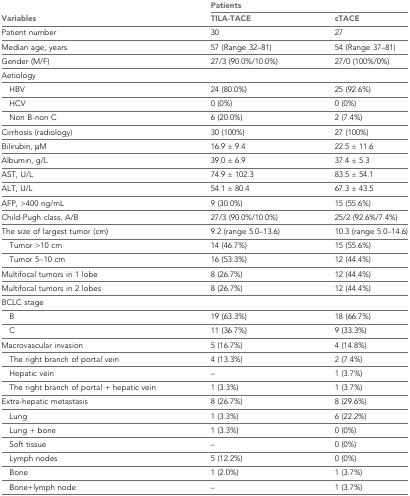 Patients
Variables TILA-TACE cTACE
Patient number 30 27
Median age, years 57 (Range 32–81) 54 (Range 37–81)
Gender (M/F) 27/3 (90.0%/10.0%) 27/0 (100%/0%)
Aetiology
HBV 24 (80.0%) 25 (92.6%)
HCV 0 (0%) 0 (0%)
Non B-non C 6 (20.0%) 2 (7.4%)
Cirrhosis (radiology) 30 (100%) 27 (100%)
Bilirubin, μM 16.9 ± 9.4 22.5 ± 11.6
Albumin, g/L 39.0 ± 6.9 37.4 ± 5.3
AST, U/L 74.9 ± 102.3 83.5 ± 54.1
ALT, U/L 54.1 ± 80.4 67.3 ± 43.5
AFP, >400 ng/mL 9 (30.0%) 15 (55.6%)
Child-Pugh class, A/B 27/3 (90.0%/10.0%) 25/2 (92.6%/7.4%)
The size of largest tumor (cm) 9.2 (range 5.0–13.6) 10.3 (range 5.0–14.6)
Tumor >10 cm 14 (46.7%) 15 (55.6%)
Tumor 5–10 cm 16 (53.3%) 12 (44.4%)
Multifocal tumors in 1 lobe 8 (26.7%) 12 (44.4%)
Multifocal tumors in 2 lobes 8 (26.7%) 12 (44.4%)
BCLC stage
B 19 (63.3%) 18 (66.7%)
C 11 (36.7%) 9 (33.3%)
Macrovascular invasion 5 (16.7%) 4 (14.8%)
The right branch of portal vein 4 (13.3%) 2 (7.4%)
Hepatic vein – 1 (3.7%)
The right branch of portal + hepatic vein 1 (3.3%) 1 (3.7%)
Extra-hepatic metastasis 8 (26.7%) 8 (29.6%)
Lung 1 (3.3%) 6 (22.2%)
Lung + bone 1 (3.3%) 0 (0%)
Soft tissue – 0 (0%)
Lymph nodes 5 (12.2%) 0 (0%)
Bone 1 (2.0%) 1 (3.7%)
Bone+lymph node – 1 (3.7%)